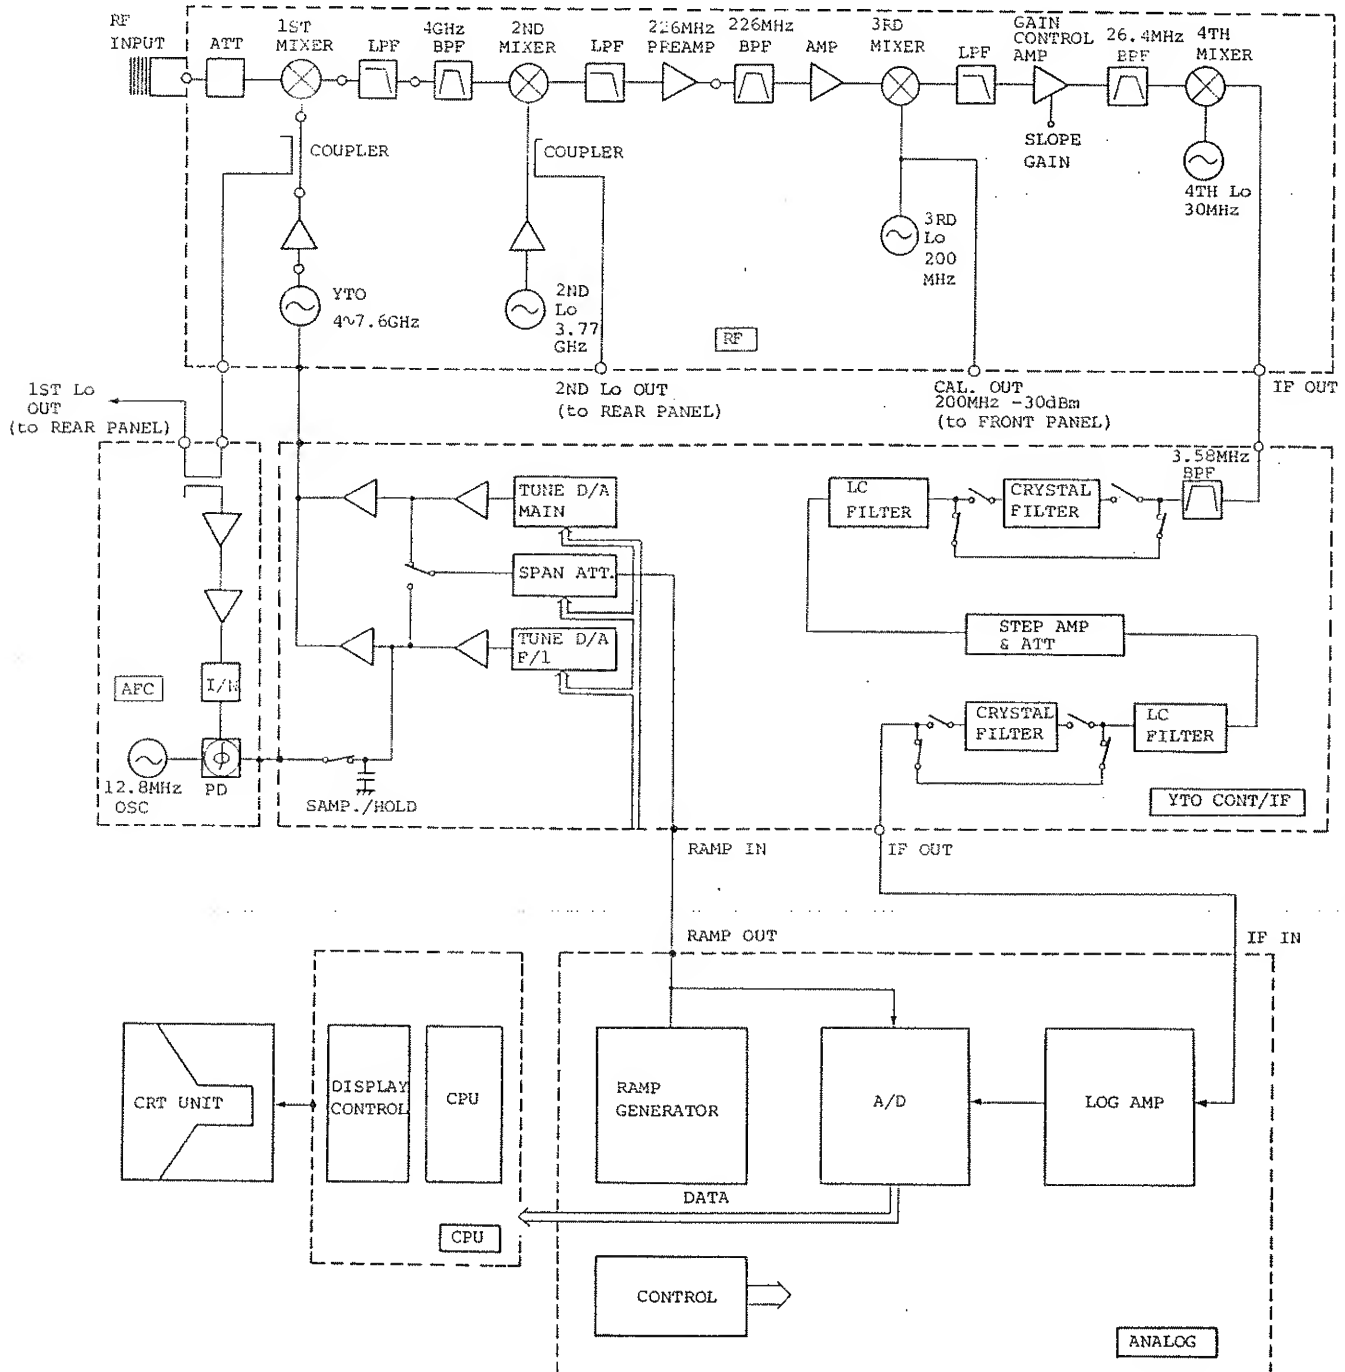 RF
INPUT
ATT
1ST
MIXER
LPF
4GHz
BPF
2ND
MIXER
LPF
226MHz
PREAMP
226MHz
BPF
AMP
3RD
MIXER
LPF
GAIN
CONTROL
AMP
26.4MHz
BPF
4TH
MIXER
COUPLER
COUPLER
SLOPE
GAIN
4TH Lo
30MHz
3RD
Lo
200
MHz
YTO
4~7.6GHz
2ND
Lo
3.77
GHz
RF
1ST Lo
OUT
(to REAR PANEL)
2ND Lo OUT
(to REAR PANEL)
CAL. OUT
200MHz -30dBm
(to FRONT PANEL)
IF OUT
3.58MHz
BPF
TUNE D/A
MAIN
LC
FILTER
CRYSTAL
FILTER
SPAN ATT.
STEP AMP
& ATT
TUNE D/A
F/1
AFC
CRYSTAL
FILTER
LC
FILTER
12.8MHz
OSC
PD
SAMP./HOLD
YTO CONT/IF
RAMP IN
IF OUT
RAMP OUT
IF IN
CRT UNIT
DISPLAY
CONTROL
CPU
RAMP
GENERATOR
A/D
LOG AMP
DATA
CPU
CONTROL
ANALOG